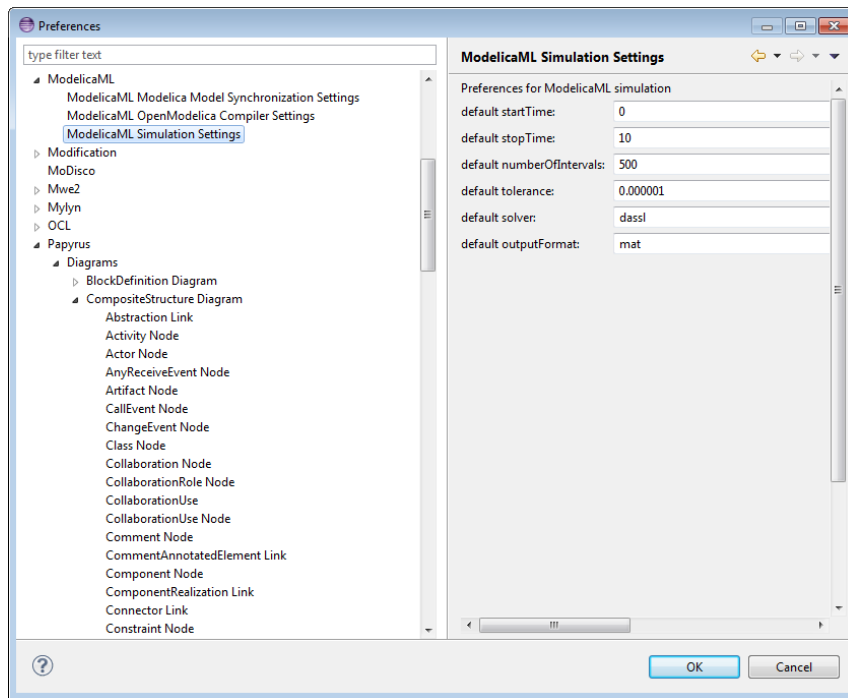 Preferences
type filter text
ModelicaML
ModelicaML Modelica Model Synchronization Settings
ModelicaML OpenModelica Compiler Settings
ModelicaML Simulation Settings
Modification
MoDisco
Mwe2
Mylyn
OCL
Papyrus
Diagrams
BlockDefinition Diagram
CompositeStructure Diagram
Abstraction Link
Activity Node
Actor Node
AnyReceiveEvent Node
Artifact Node
CallEvent Node
ChangeEvent Node
Class Node
Collaboration Node
CollaborationRole Node
CollaborationUse
CollaborationUse Node
Comment Node
CommentAnnotatedElement Link
Component Node
ComponentRealization Link
Connector Link
Constraint Node
ModelicaML Simulation Settings
Preferences for ModelicaML simulation
default startTime: 0
default stopTime: 10
default numberOfIntervals: 500
default tolerance: 0.000001
default solver: dassl
default outputFormat: mat
OK Cancel